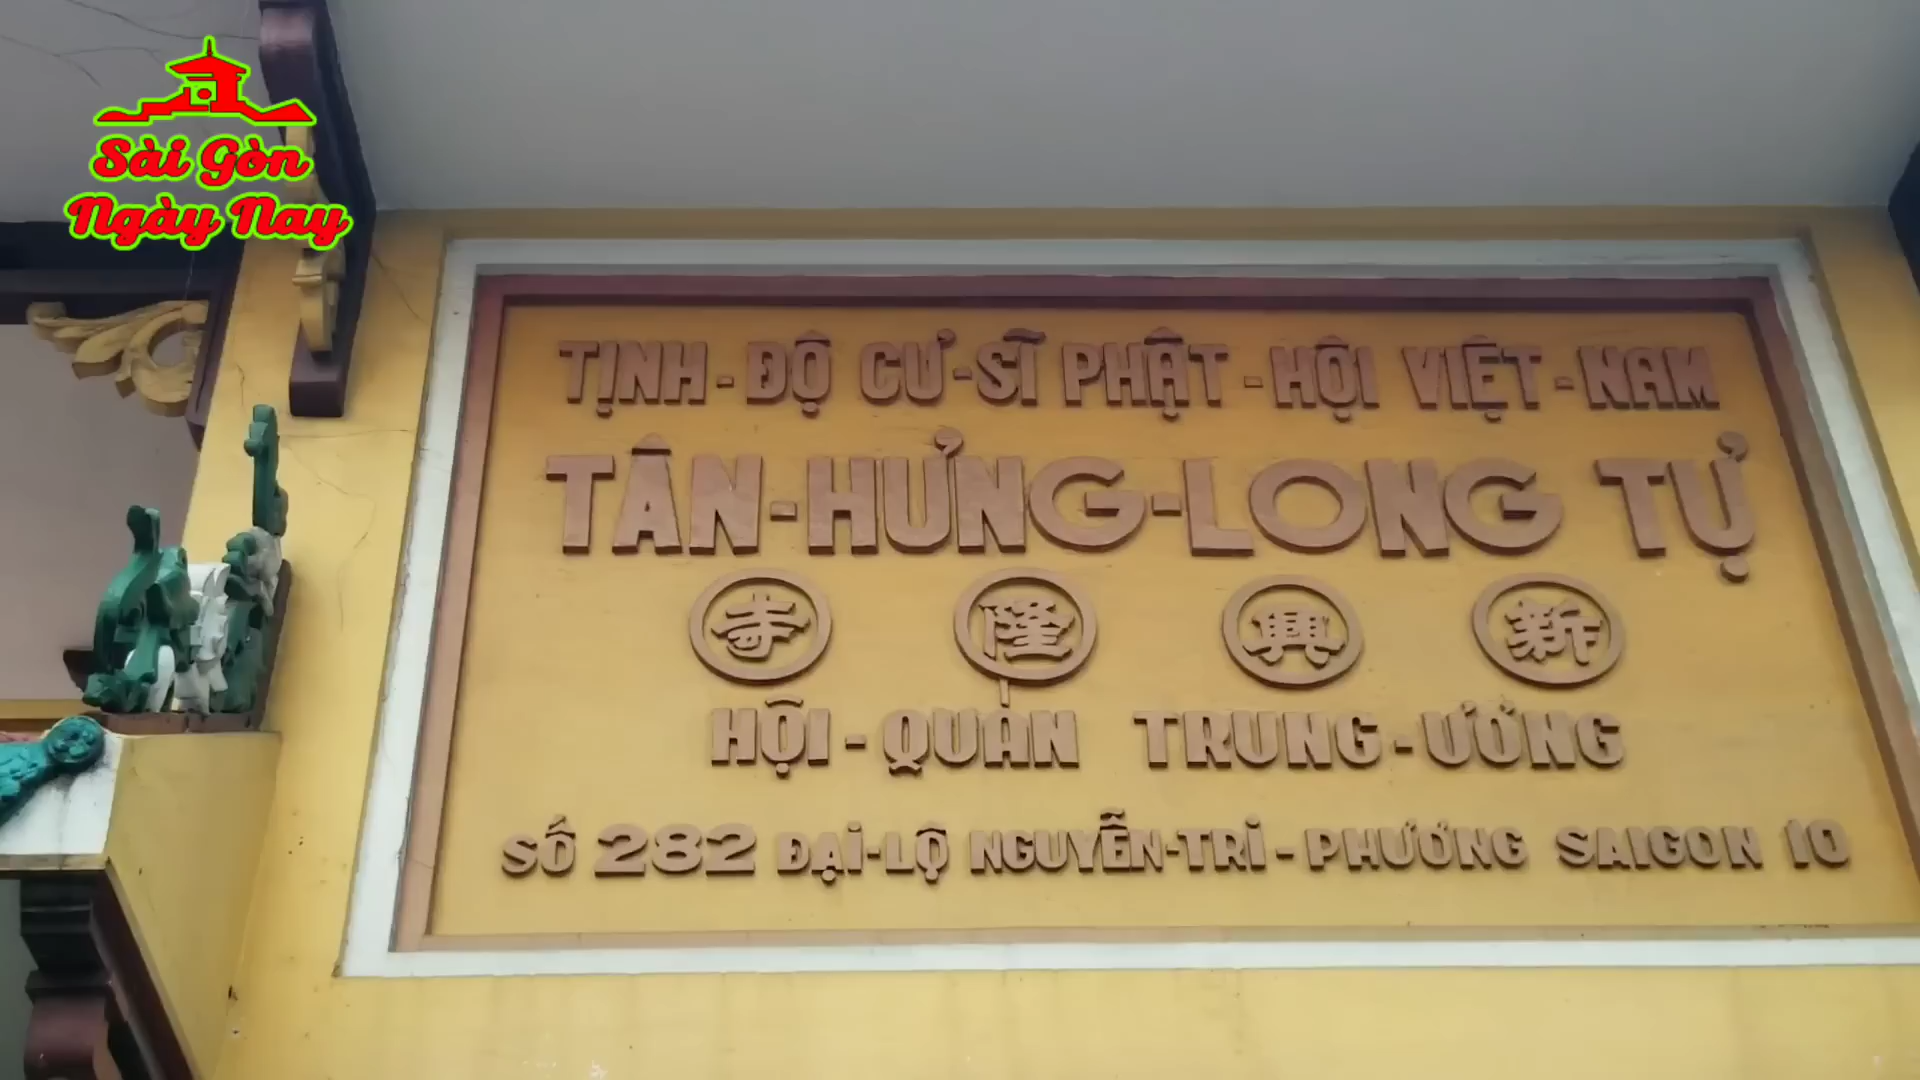 Sài Gòn
Ngày Nay
TỊNH-ĐỘ CƯ-SĨ PHẬT-HỘI VIỆT-NAM
TÂN-HƯNG-LONG TỰ
寺 隆 興 新
HỘI-QUÁN TRUNG-ƯƠNG
SỐ 282 ĐẠI-LỘ NGUYỄN-TRI-PHƯƠNG SAIGON 10